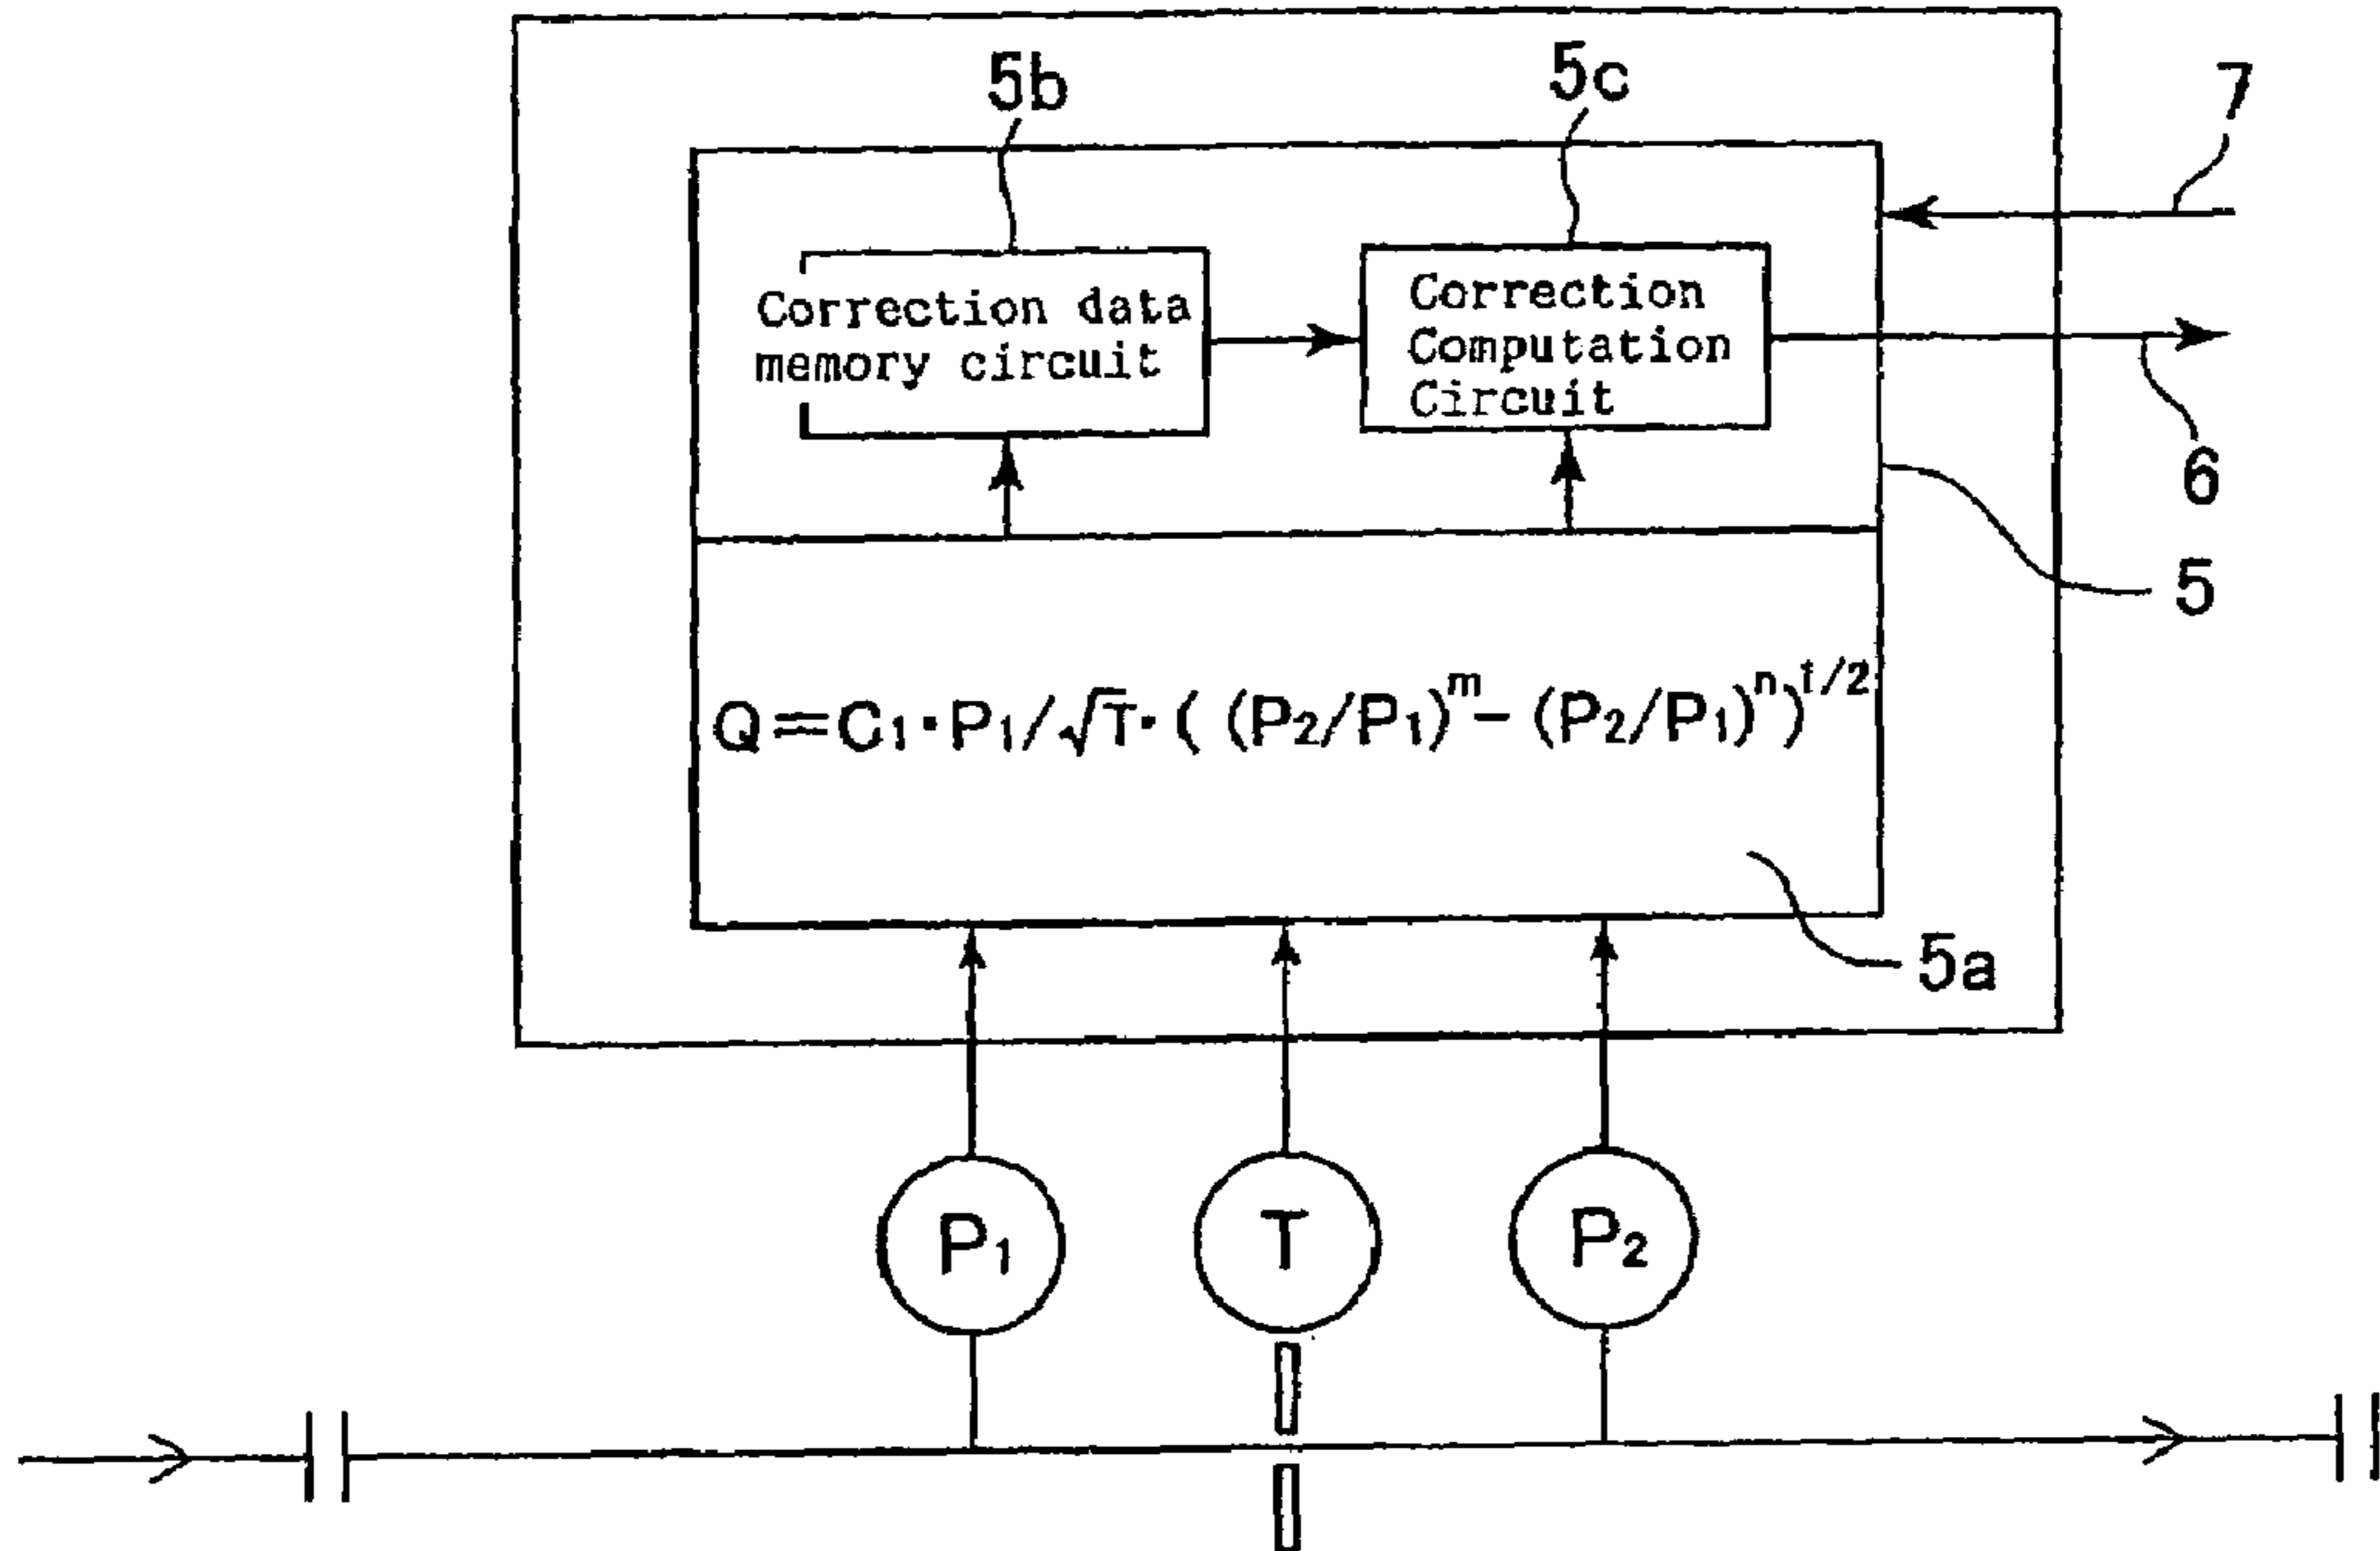 5b
5c
7
Correction data
memory circuit
Correction
Computation
Circuit
6
5
Q=C₁·P₁/√T·((P₂/P₁)ᵐ−(P₂/P₁)ⁿ)¹/²
5a
P₁
T
P₂